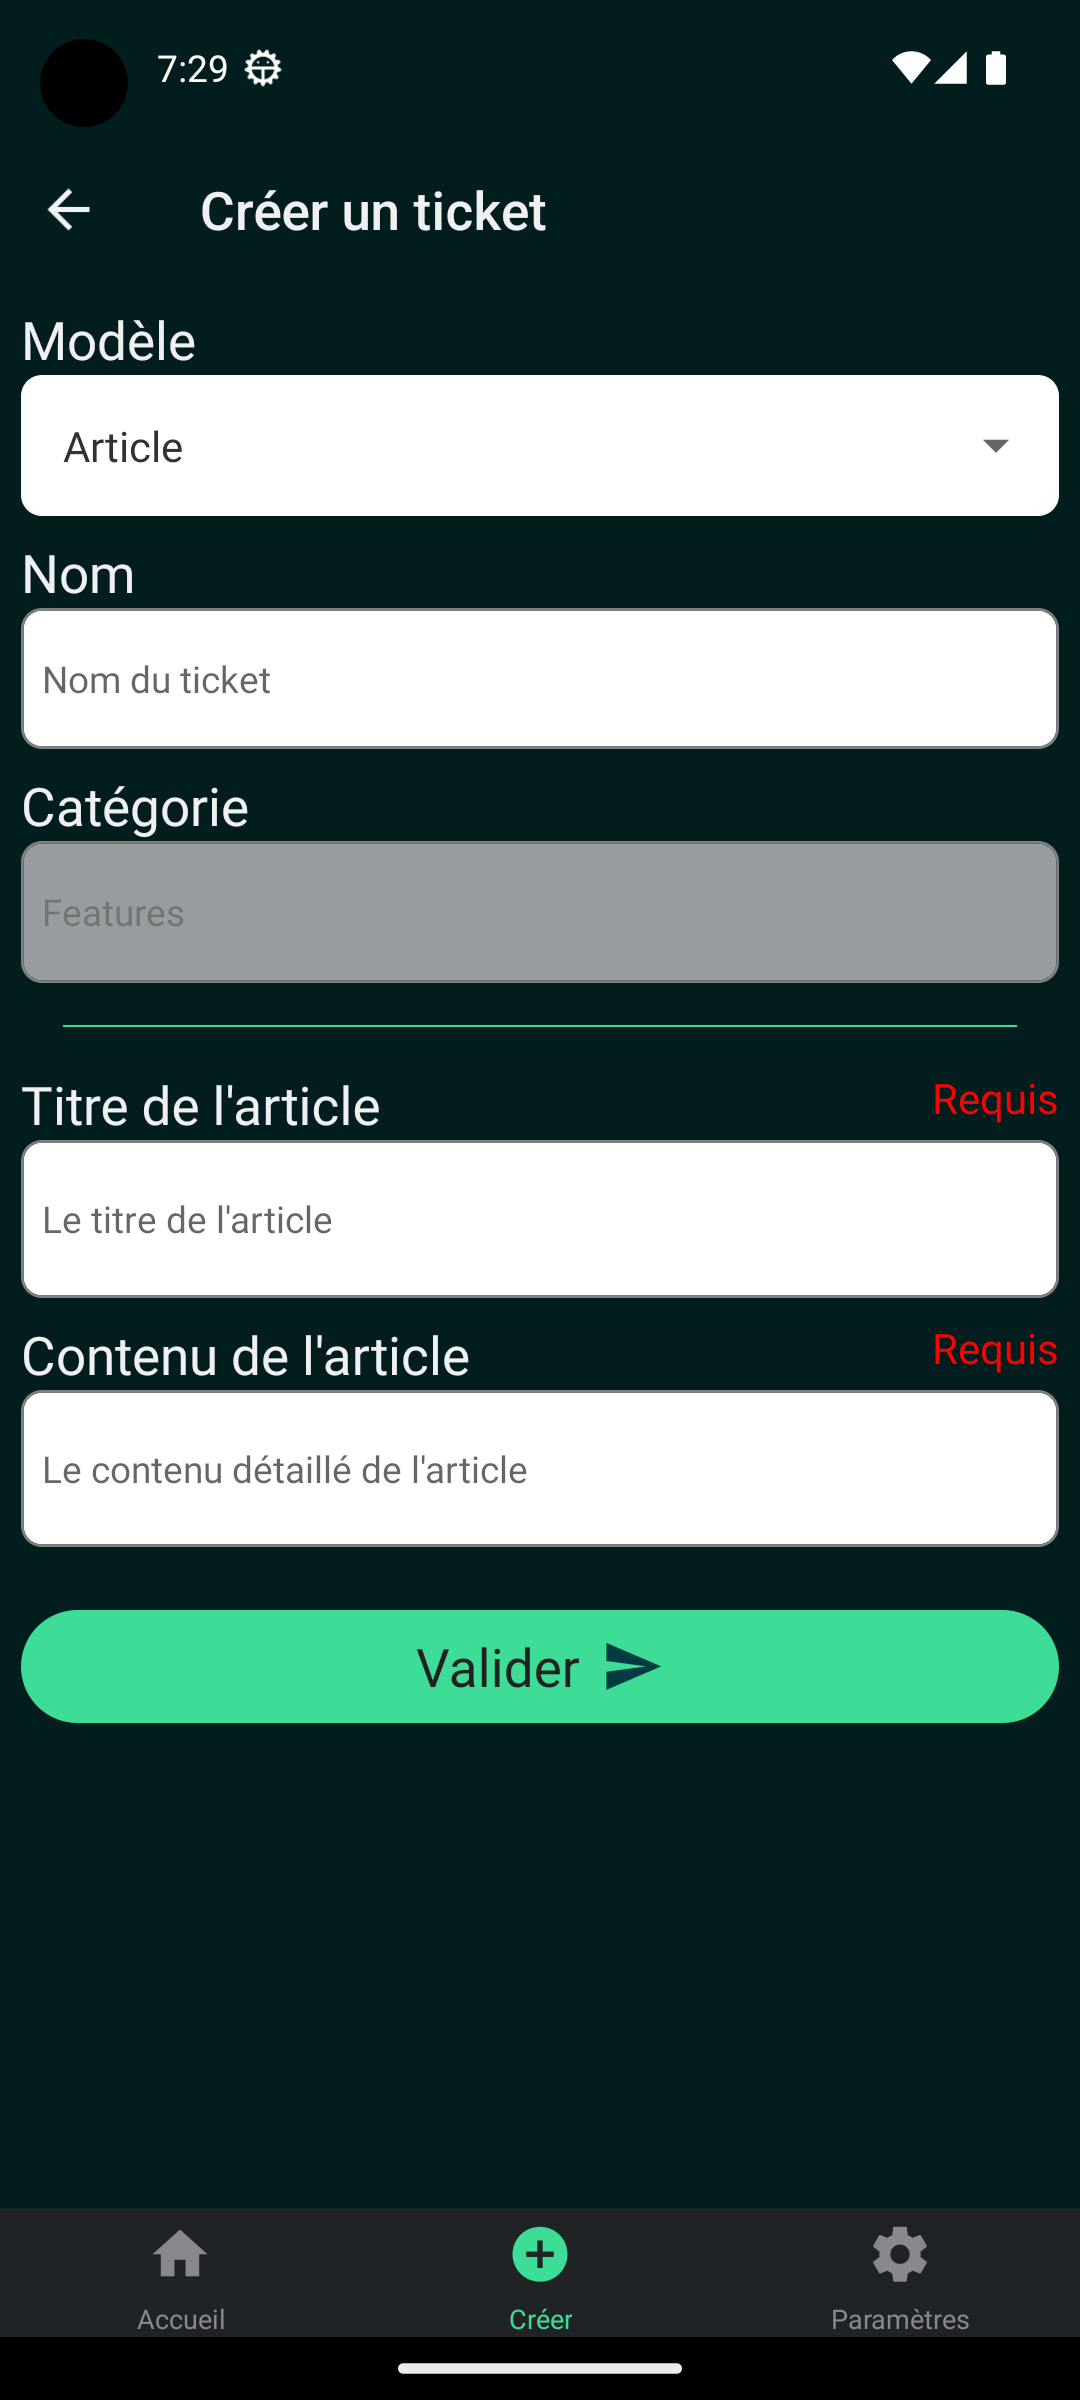 7:29
Créer un ticket
Modèle
Article
Nom
Nom du ticket
Catégorie
Features
Titre de l'article
Requis
Le titre de l'article
Contenu de l'article
Requis
Le contenu détaillé de l'article
Valider
Accueil
Créer
Paramètres